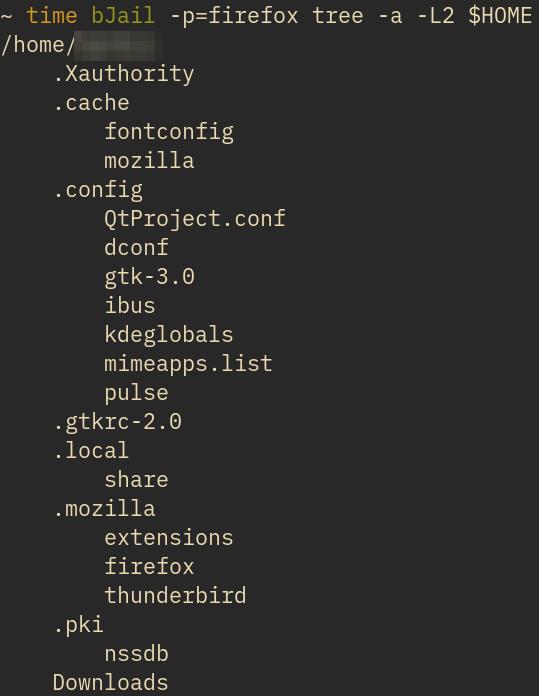 ~ time bJail -p=firefox tree -a -L2 $HOME
/home/
.Xauthority
.cache
fontconfig
mozilla
.config
QtProject.conf
dconf
gtk-3.0
ibus
kdeglobals
mimeapps.list
pulse
.gtkrc-2.0
.local
share
.mozilla
extensions
firefox
thunderbird
.pki
nssdb
Downloads